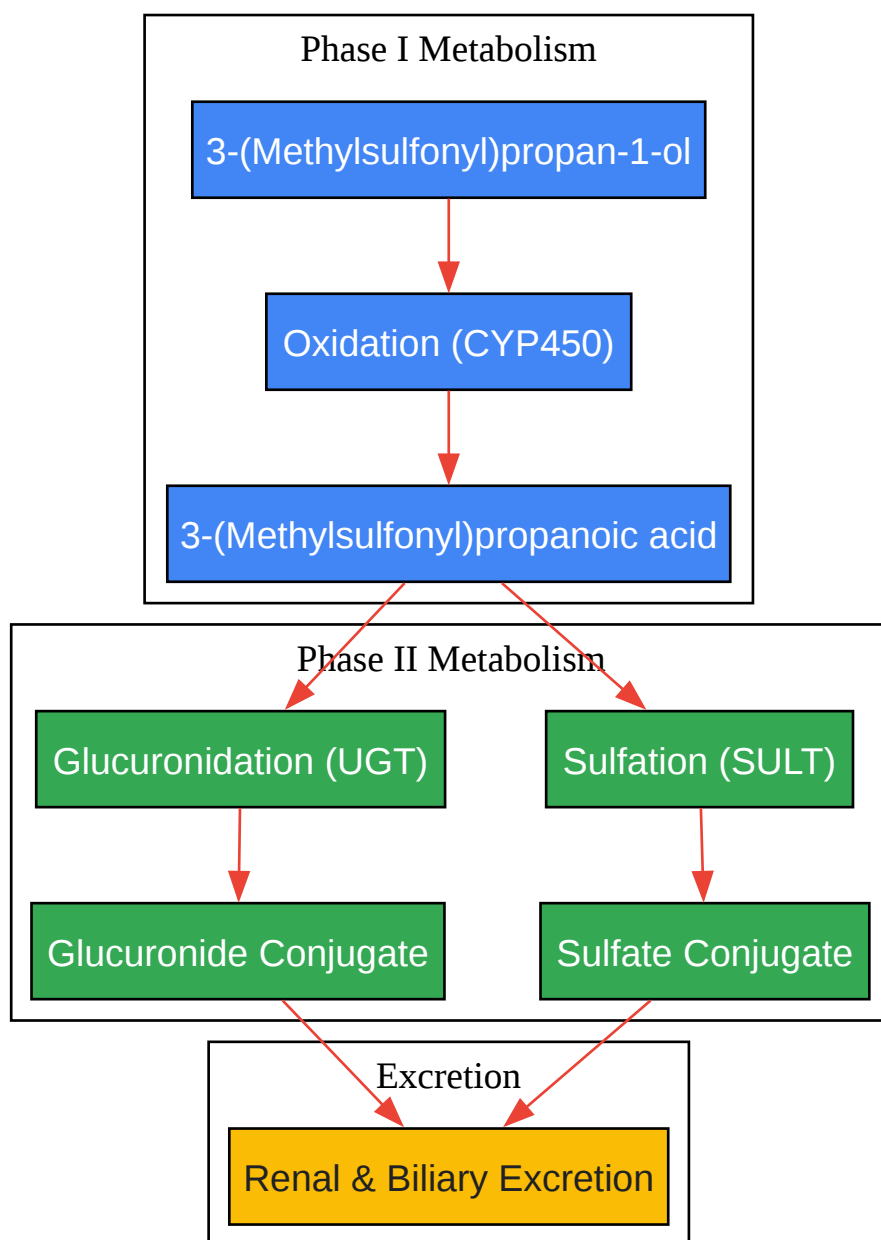 Phase I Metabolism
3-(Methylsulfonyl)propan-1-ol
Oxidation (CYP450)
3-(Methylsulfonyl)propanoic acid
Phase II Metabolism
Glucuronidation (UGT)
Sulfation (SULT)
Glucuronide Conjugate
Sulfate Conjugate
Excretion
Renal & Biliary Excretion